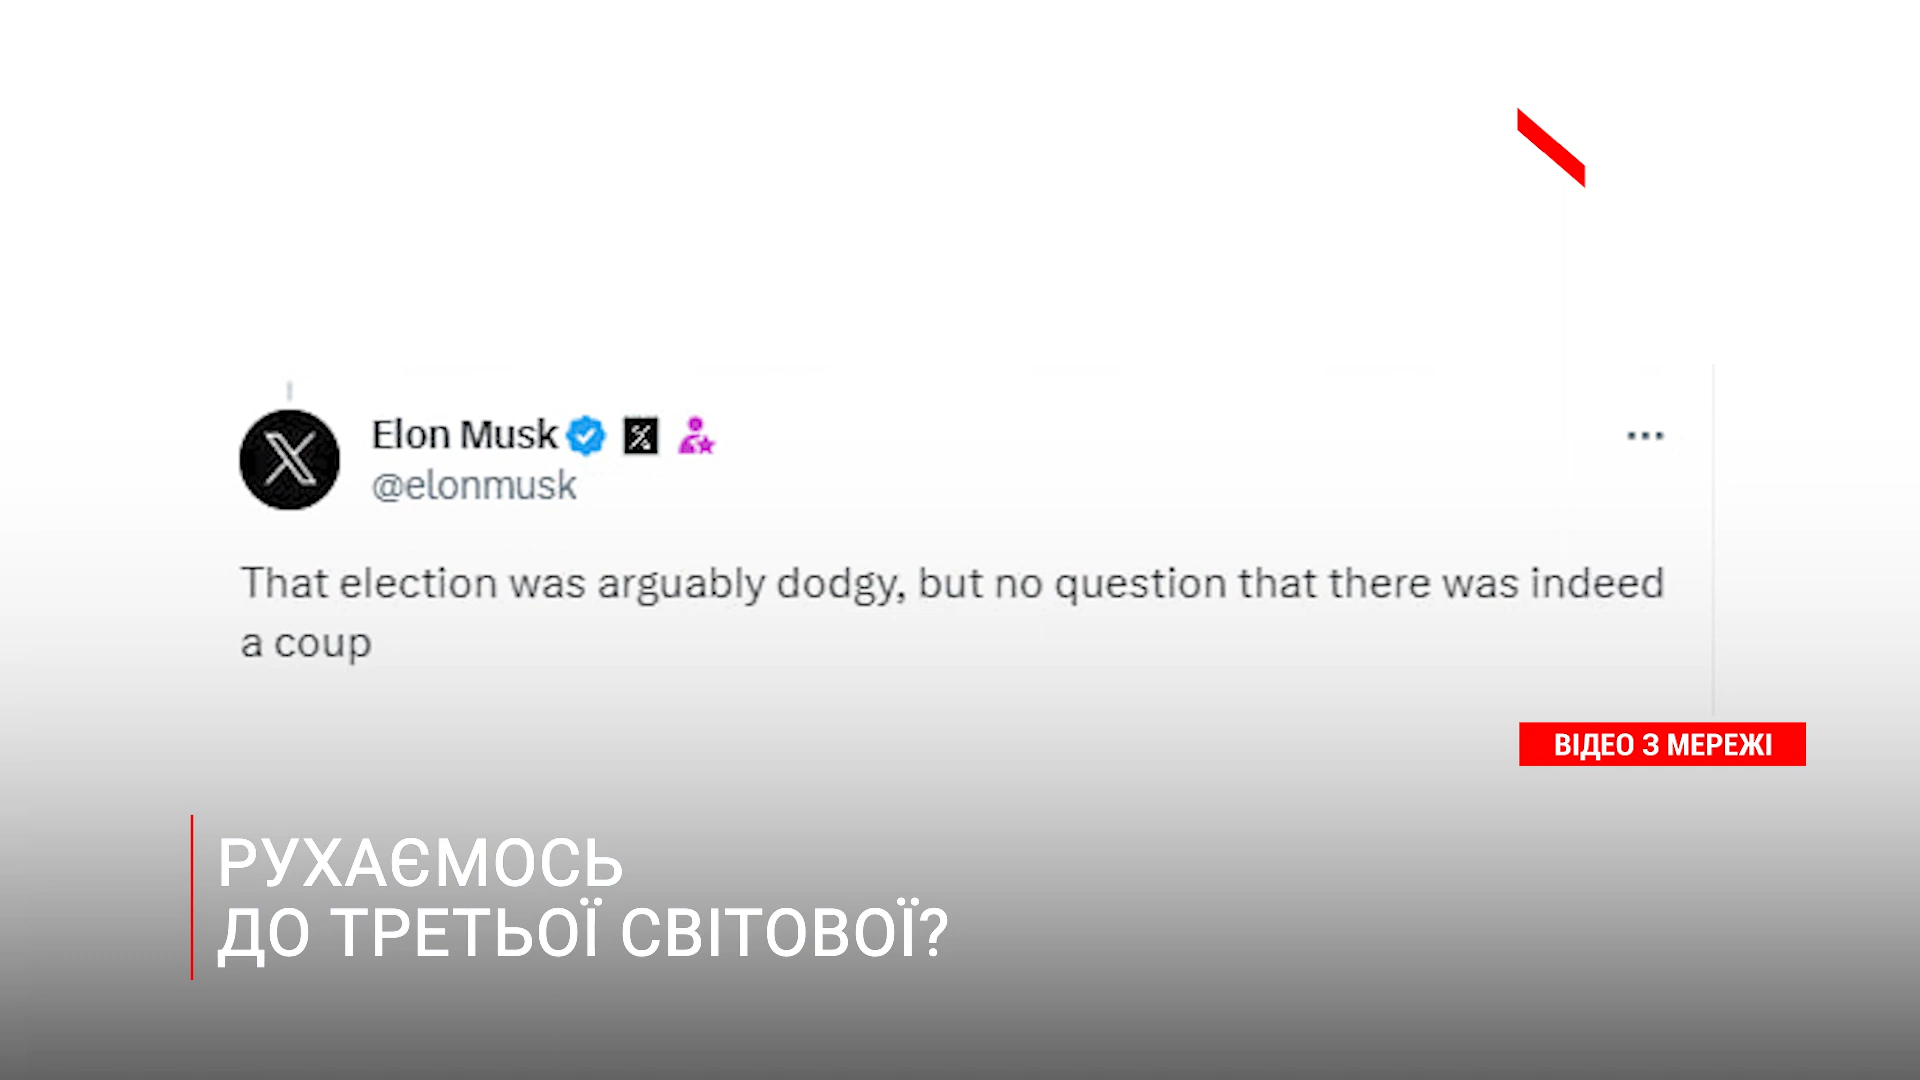 Elon Musk
@elonmusk
That election was arguably dodgy, but no question that there was indeed
a coup
ВІДЕО З МЕРЕЖІ
РУХАЄМОСЬ
ДО ТРЕТЬОЇ СВІТОВОЇ?